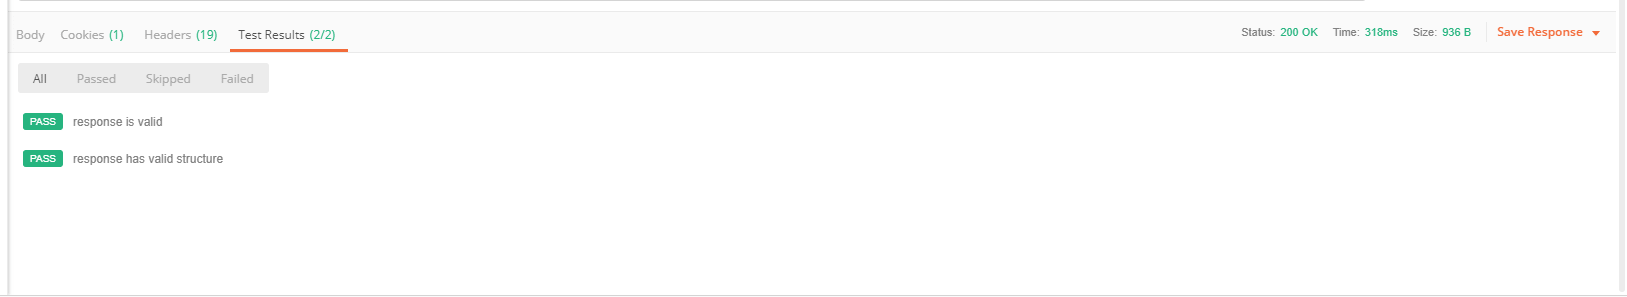 Body Cookies (1) Headers (19) Test Results (2/2) Status: 200 OK Time: 318ms Size: 936 B Save Response
All Passed Skipped Failed
PASS response is valid
PASS response has valid structure